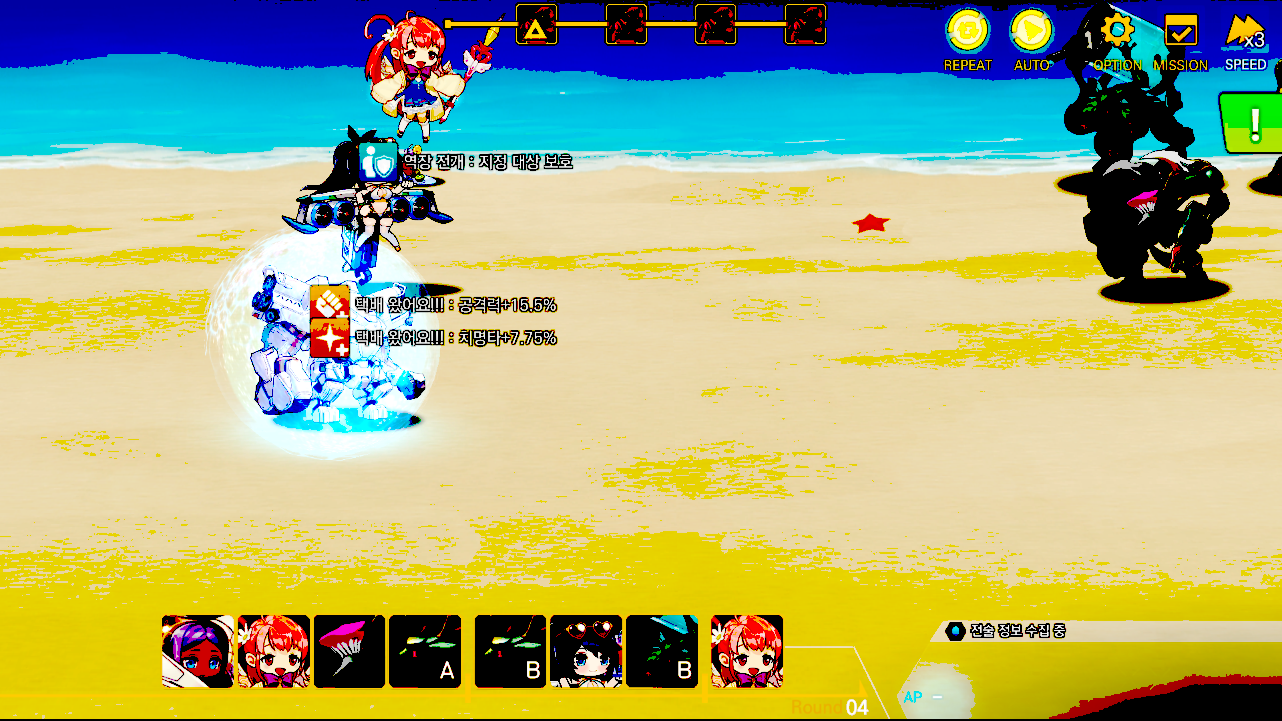 REPEAT
AUTO
OPTION
MISSION
x3
SPEED
!
역장 전개 : 지정 대상 보호
택배 왔어요!!! : 공격력+15.5%
택배 왔어요!!! : 치명타+7.75%
전술 정보 수집 중
A
B
B
Round 04
AP -